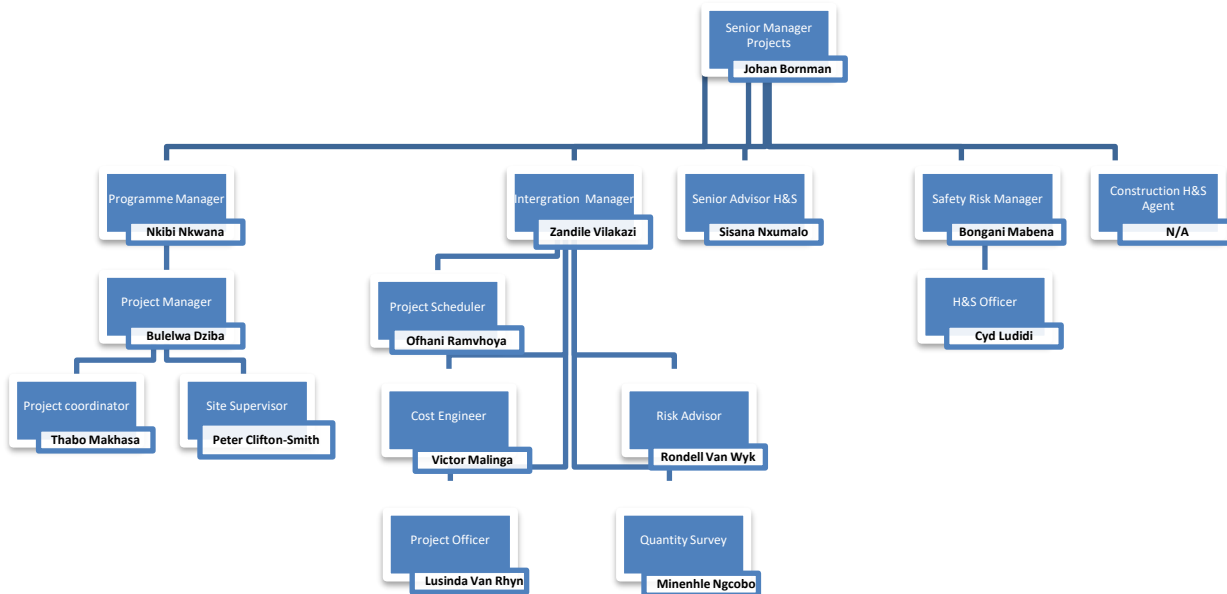 Senior Manager
Projects
Johan Bornman
Programme Manager
Nkibi Nkwana
Intergration Manager
Zandile Vilakazi
Senior Advisor H&S
Sisana Nxumalo
Safety Risk Manager
Bongani Mabena
Construction H&S
Agent
N/A
Project Manager
Bulelwa Dziba
Project Scheduler
Ofhani Ramvhoya
H&S Officer
Cyd Ludidi
Project coordinator
Thabo Makhasa
Site Supervisor
Peter Clifton-Smith
Cost Engineer
Victor Malinga
Risk Advisor
Rondell Van Wyk
Project Officer
Lusinda Van Rhyn
Quantity Survey
Minenhle Ngcobo